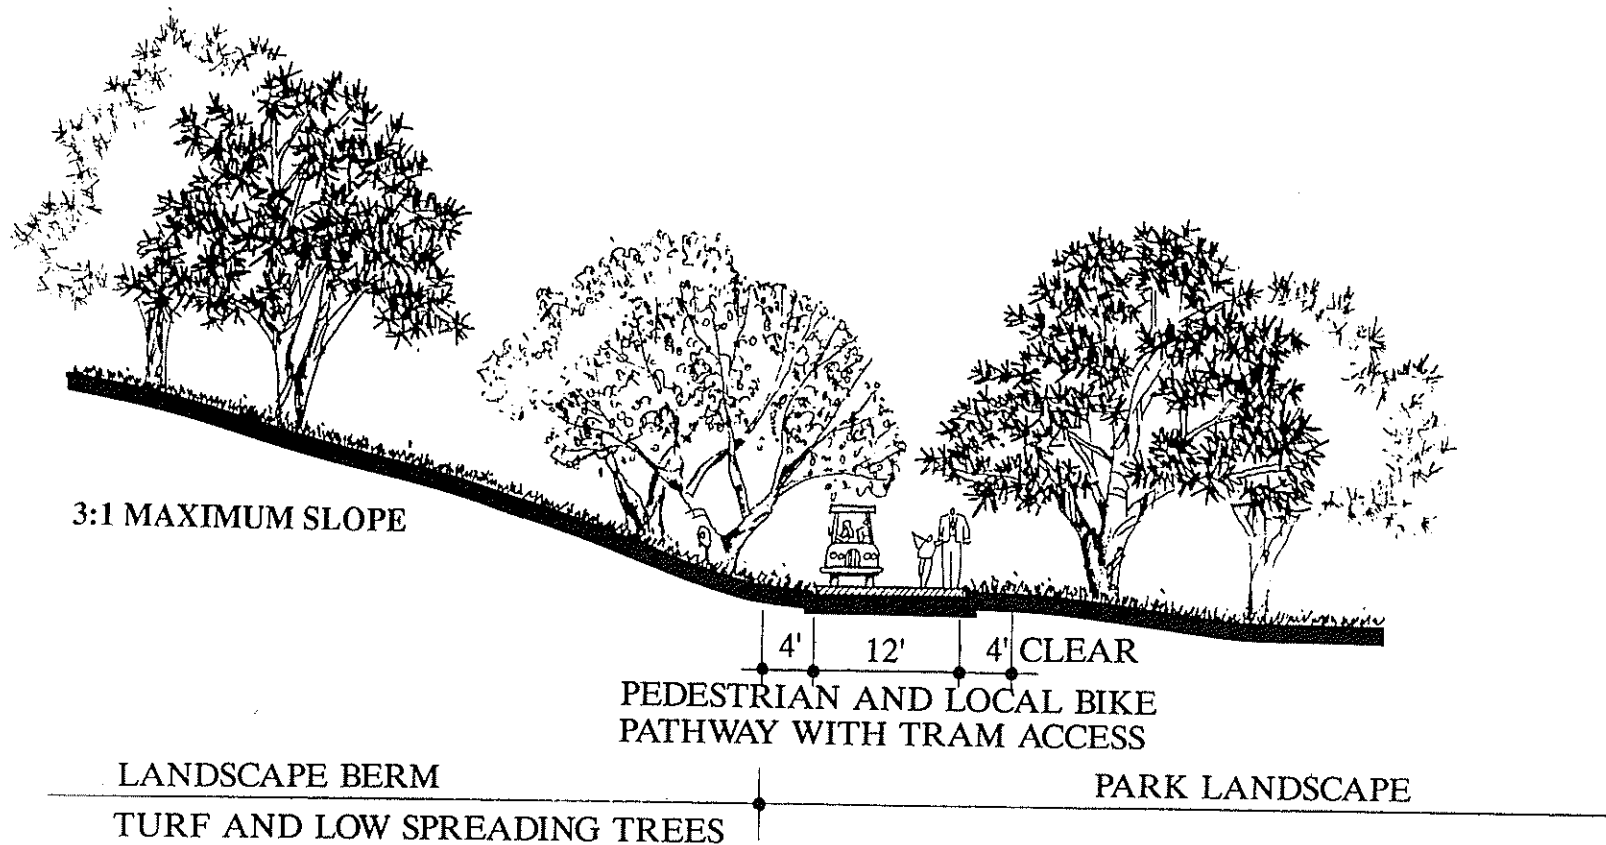 3:1 MAXIMUM SLOPE
4' 12' 4' CLEAR
PEDESTRIAN AND LOCAL BIKE
PATHWAY WITH TRAM ACCESS
LANDSCAPE BERM
PARK LANDSCAPE
TURF AND LOW SPREADING TREES